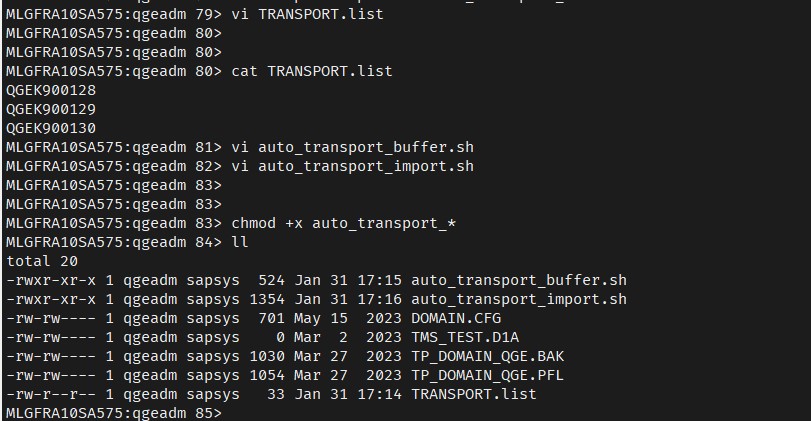 MLGFRA10SA575:qgeadm 79> vi TRANSPORT.list
MLGFRA10SA575:qgeadm 80>
MLGFRA10SA575:qgeadm 80>
MLGFRA10SA575:qgeadm 80> cat TRANSPORT.list
QGEK900128
QGEK900129
QGEK900130
MLGFRA10SA575:qgeadm 81> vi auto_transport_buffer.sh
MLGFRA10SA575:qgeadm 82> vi auto_transport_import.sh
MLGFRA10SA575:qgeadm 83>
MLGFRA10SA575:qgeadm 83>
MLGFRA10SA575:qgeadm 83> chmod +x auto_transport_*
MLGFRA10SA575:qgeadm 84> ll
total 20
-rwxr-xr-x 1 qgeadm sapsys  524 Jan 31 17:15 auto_transport_buffer.sh
-rwxr-xr-x 1 qgeadm sapsys 1354 Jan 31 17:16 auto_transport_import.sh
-rw-rw---- 1 qgeadm sapsys  701 May 15  2023 DOMAIN.CFG
-rw-rw---- 1 qgeadm sapsys    0 Mar  2  2023 TMS_TEST.D1A
-rw-rw---- 1 qgeadm sapsys 1030 Mar 27  2023 TP_DOMAIN_QGE.BAK
-rw-rw---- 1 qgeadm sapsys 1054 Mar 27  2023 TP_DOMAIN_QGE.PFL
-rw-r--r-- 1 qgeadm sapsys   33 Jan 31 17:14 TRANSPORT.list
MLGFRA10SA575:qgeadm 85>